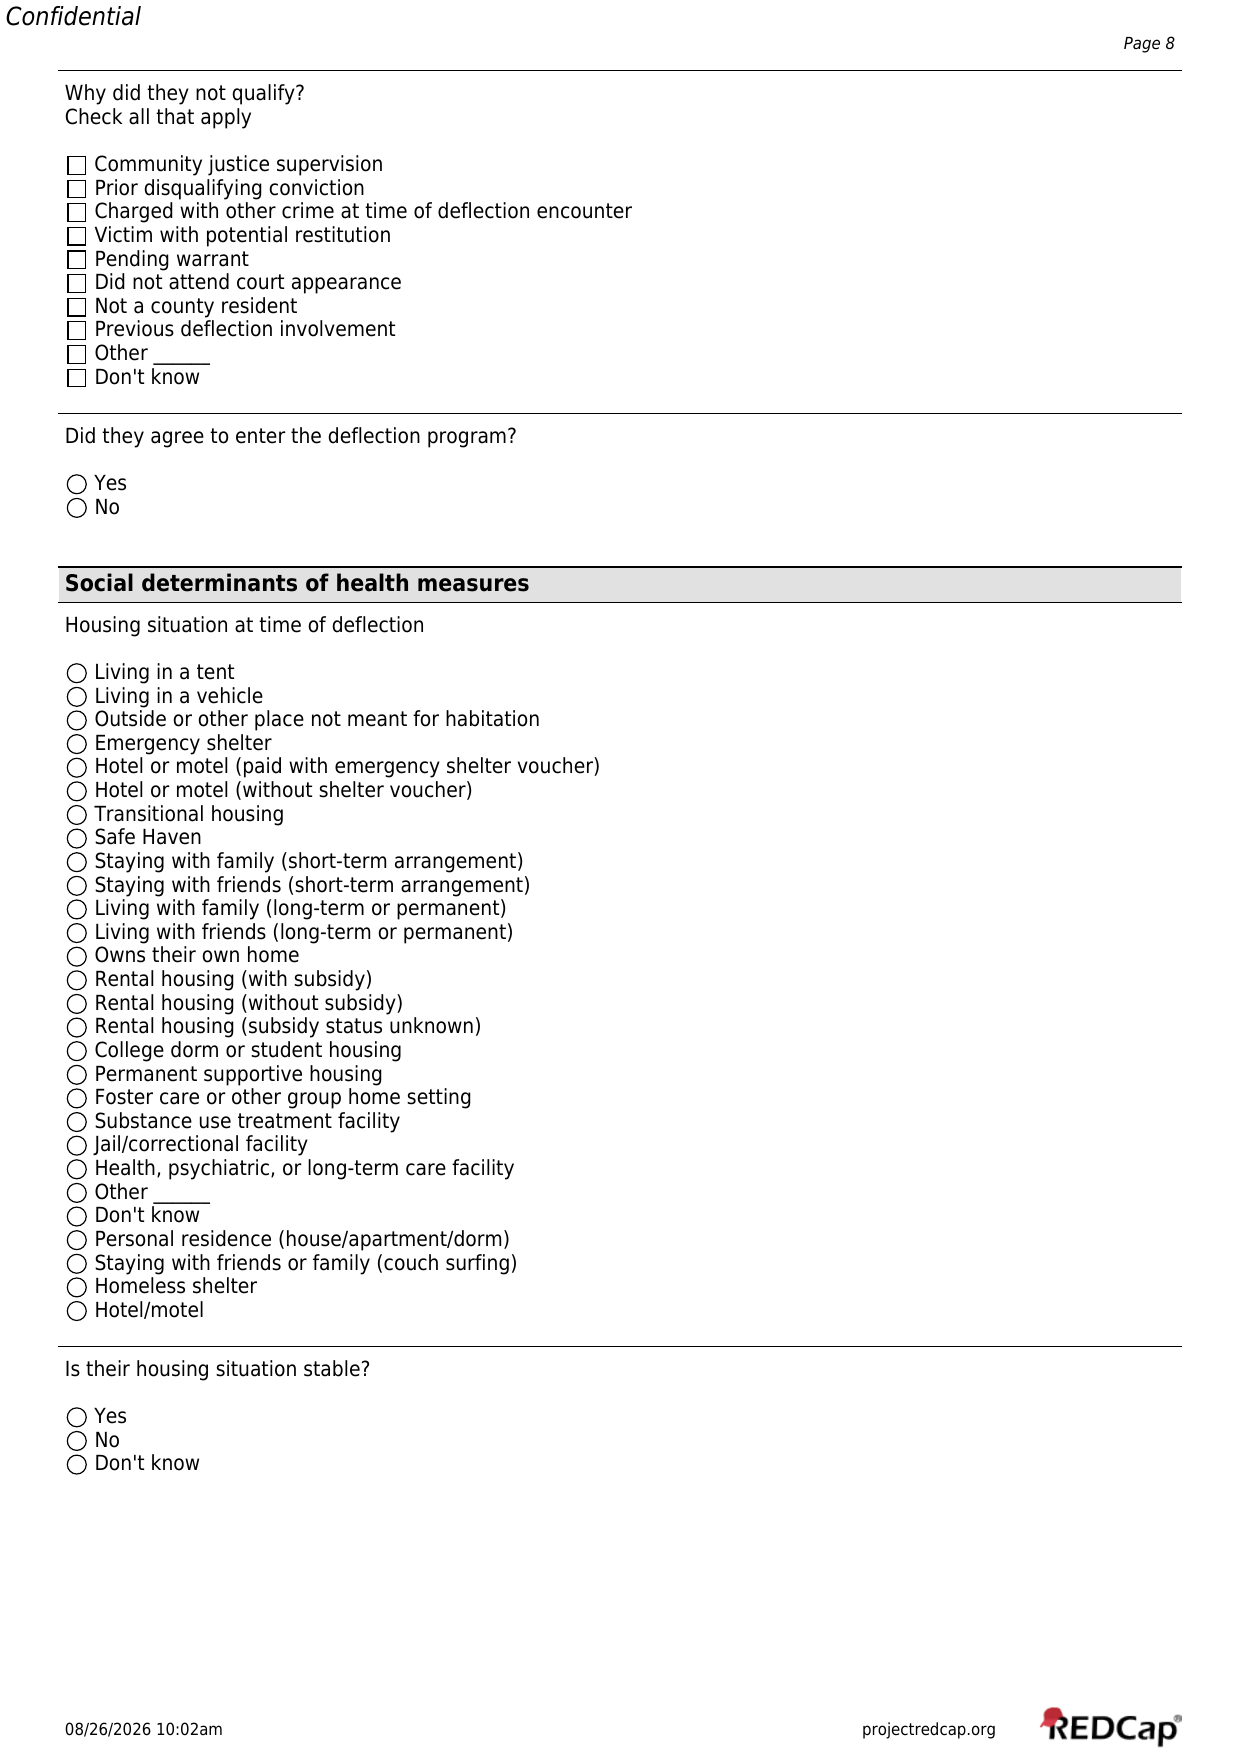 Confidential
Page 8
Why did they not qualify?
Check all that apply
Community justice supervision
Prior disqualifying conviction
Charged with other crime at time of deflection encounter
Victim with potential restitution
Pending warrant
Did not attend court appearance
Not a county resident
Previous deflection involvement
Other ______
Don't know
Did they agree to enter the deflection program?
Yes
No
Social determinants of health measures
Housing situation at time of deflection
Living in a tent
Living in a vehicle
Outside or other place not meant for habitation
Emergency shelter
Hotel or motel (paid with emergency shelter voucher)
Hotel or motel (without shelter voucher)
Transitional housing
Safe Haven
Staying with family (short-term arrangement)
Staying with friends (short-term arrangement)
Living with family (long-term or permanent)
Living with friends (long-term or permanent)
Owns their own home
Rental housing (with subsidy)
Rental housing (without subsidy)
Rental housing (subsidy status unknown)
College dorm or student housing
Permanent supportive housing
Foster care or other group home setting
Substance use treatment facility
Jail/correctional facility
Health, psychiatric, or long-term care facility
Other ______
Don't know
Personal residence (house/apartment/dorm)
Staying with friends or family (couch surfing)
Homeless shelter
Hotel/motel
Is their housing situation stable?
Yes
No
Don't know
08/26/2026 10:02am
projectredcap.org
REDCap®